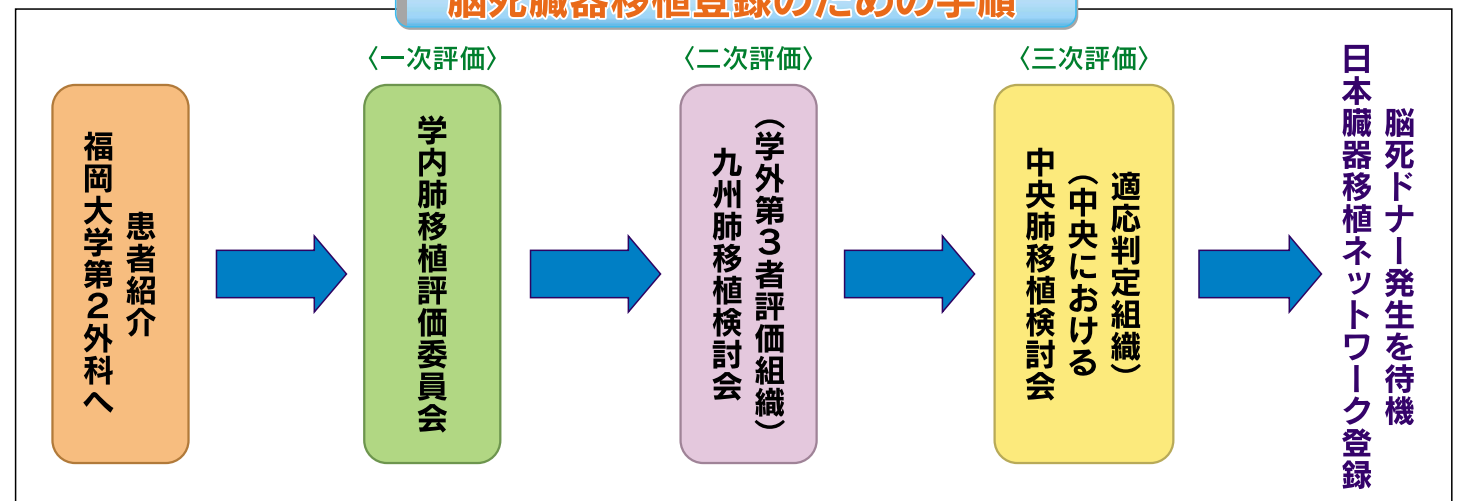 脳死臓器移植登録のための手順
福岡大学第2外科へ
患者紹介
〈一次評価〉
学内肺移植評価委員会
〈二次評価〉
九州肺移植検討会
（学外第3者評価組織）
〈三次評価〉
中央肺移植検討会
（中央における
適応判定組織）
日本臓器移植ネットワーク登録
脳死ドナー発生を待機